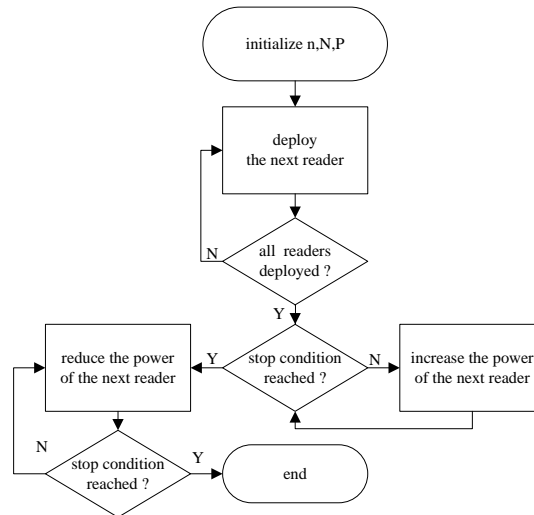 initialize n,N,P
deploy
the next reader
N
all readers
deployed ?
Y
reduce the power
of the next reader
Y
stop condition
reached ?
N
increase the power
of the next reader
N
stop condition
reached ?
Y
end